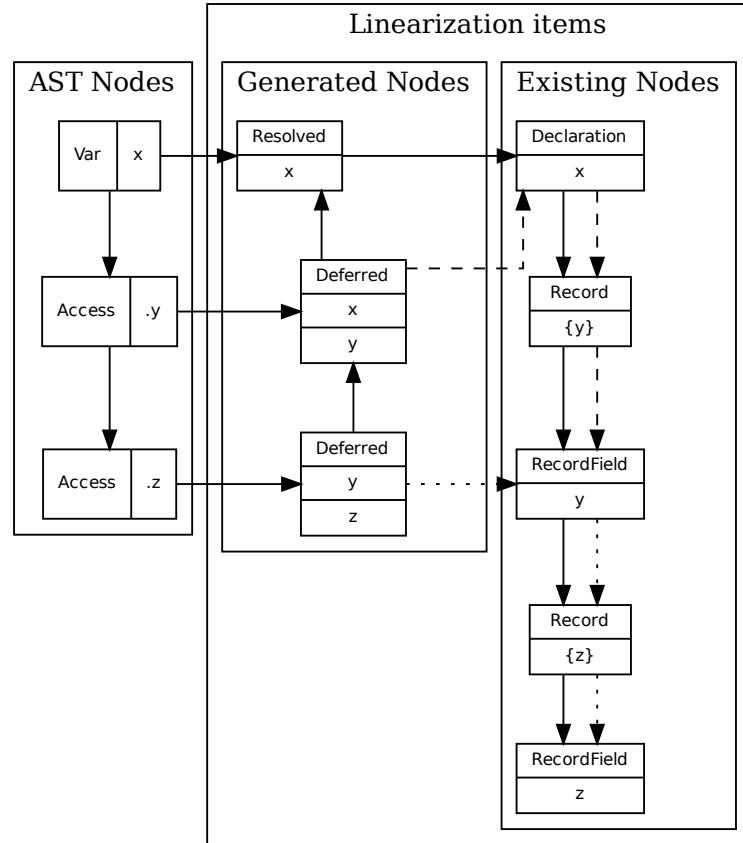 Linearization items
AST Nodes
Var x
Access .y
Access .z
Generated Nodes
Resolved
x
Deferred
x
y
Deferred
y
z
Existing Nodes
Declaration
x
Record
{y}
RecordField
y
Record
{z}
RecordField
z